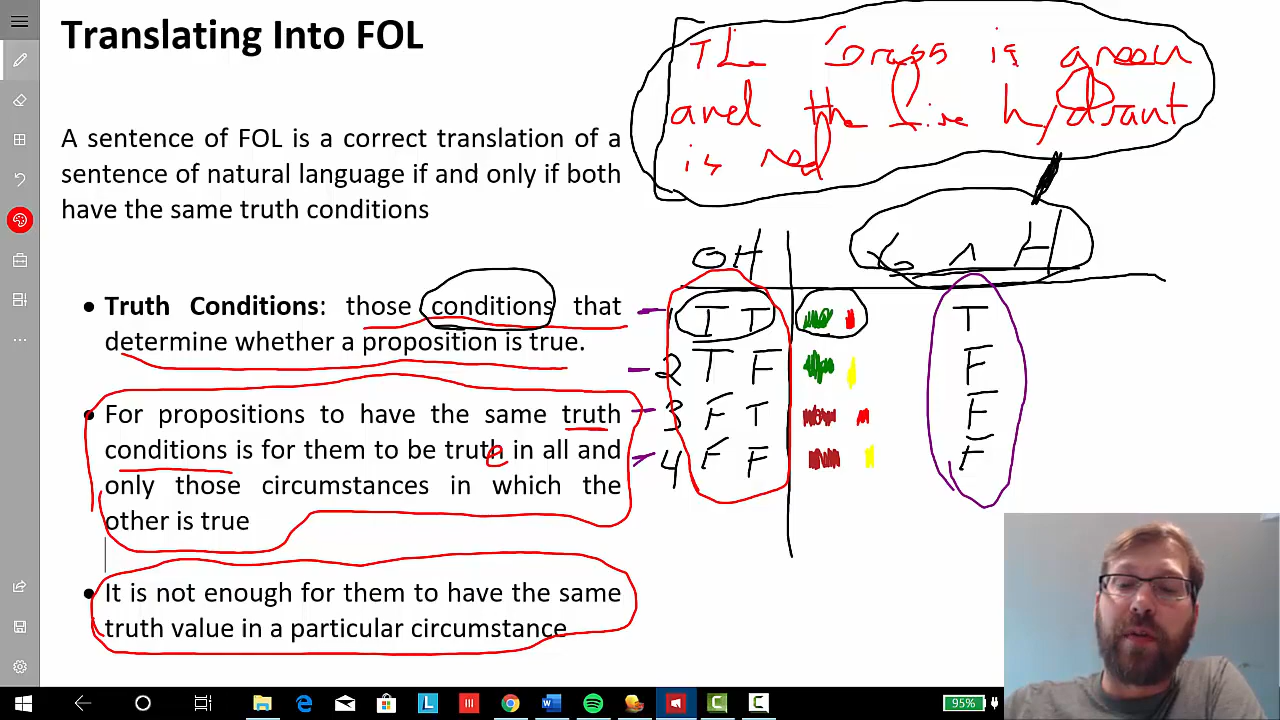 Translating Into FOL
The Grass is green
and the fire hydrant
is red
A sentence of FOL is a correct translation of a
sentence of natural language if and only if both
have the same truth conditions
• Truth Conditions: those conditions that
determine whether a proposition is true.
• For propositions to have the same truth
conditions is for them to be truth e in all and
only those circumstances in which the
other is true
• It is not enough for them to have the same
truth value in a particular circumstance
G H G ∧ H
1 T T T
2 T F F
3 F T F
4 F F F
95%